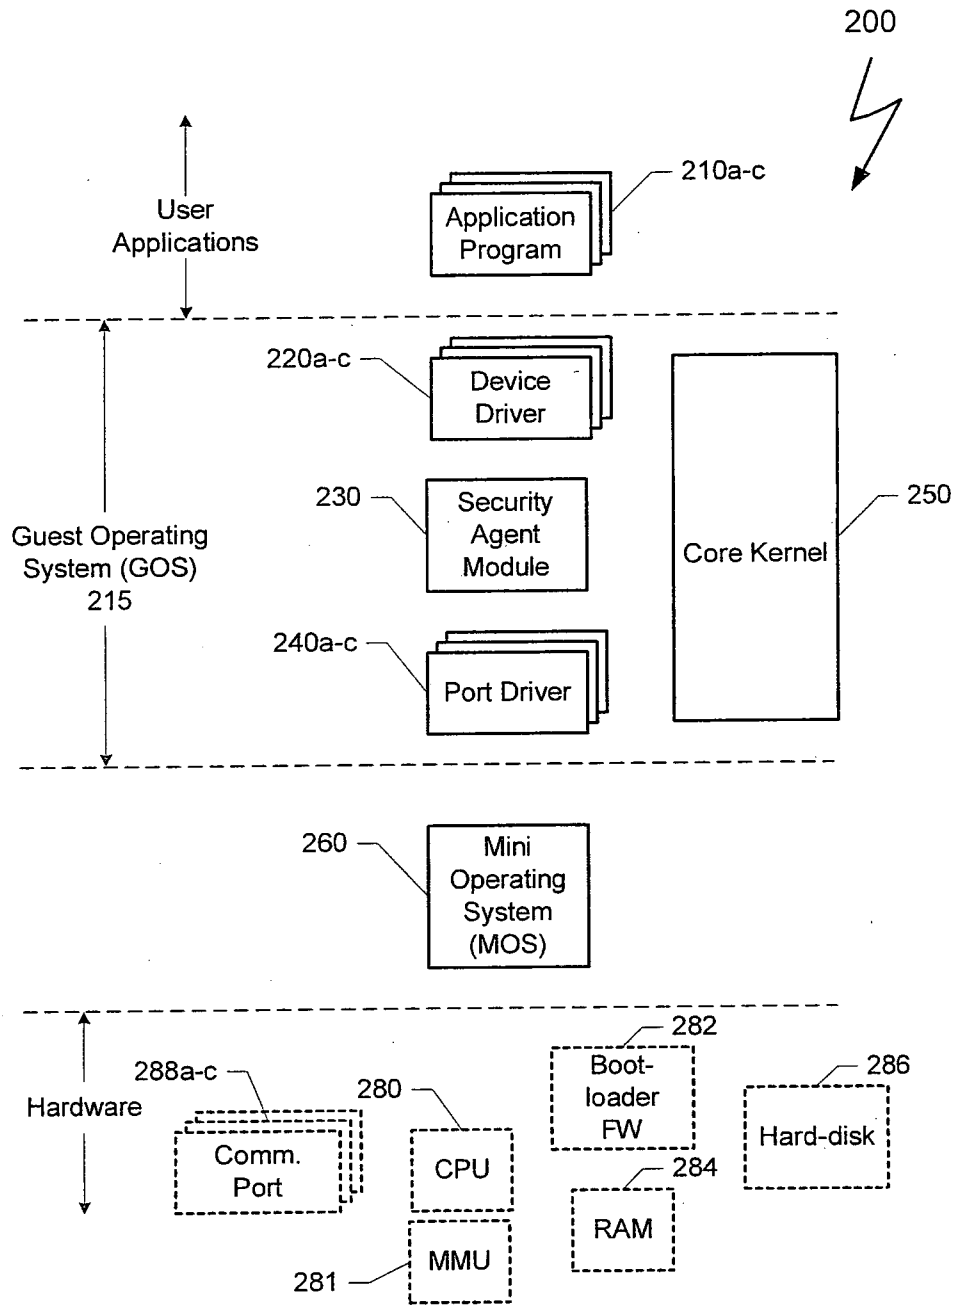 200
210a-c
Application
Program
User
Applications
220a-c
Device
Driver
230
Security
Agent
Module
250
Core Kernel
Guest Operating
System (GOS)
215
240a-c
Port Driver
260
Mini
Operating
System
(MOS)
282
Boot-
loader
FW
286
Hard-disk
288a-c
Hardware
280
Comm.
Port
CPU
284
RAM
MMU
281